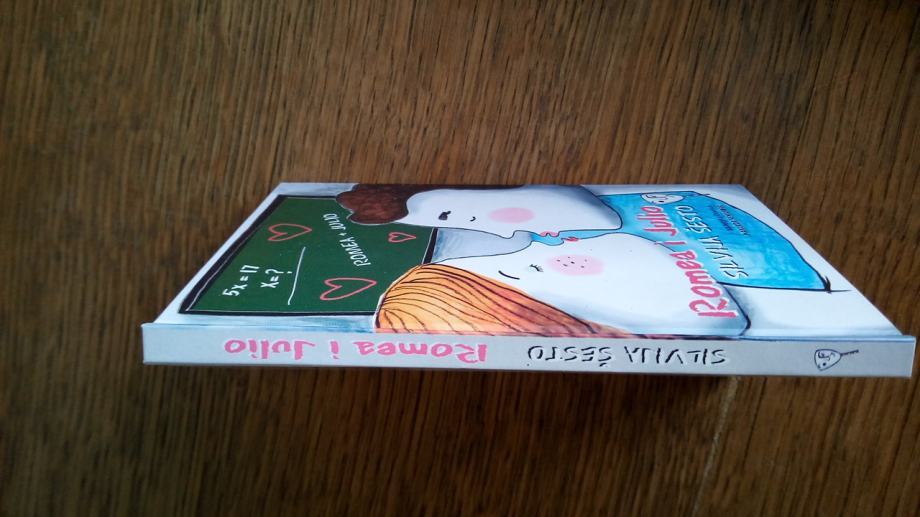 5x = 17
x = ?
ROMEA + JULIO
Romea i Julio
SILVIJA ŠESTO
Romea i Julio
SILVIJA ŠESTO